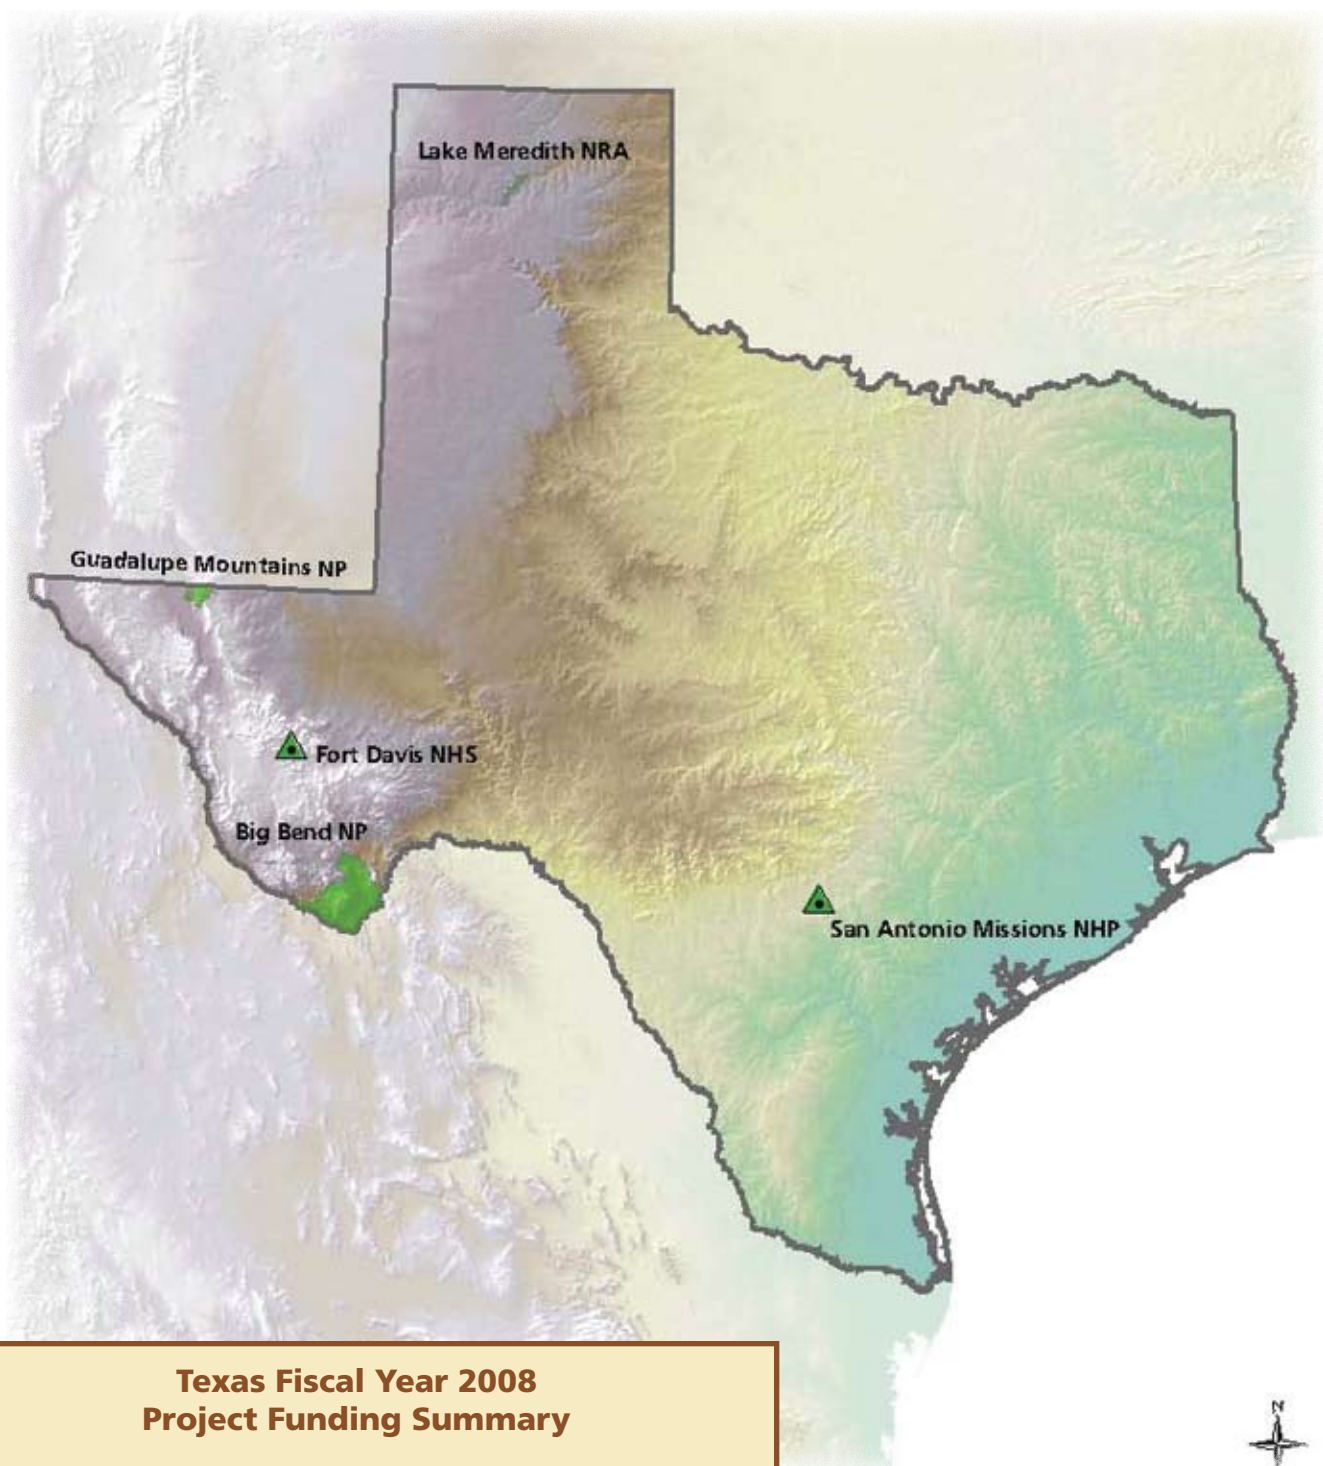 Lake Meredith NRA
Guadalupe Mountains NP
Fort Davis NHS
Big Bend NP
San Antonio Missions NHP
Texas Fiscal Year 2008
Project Funding Summary
N